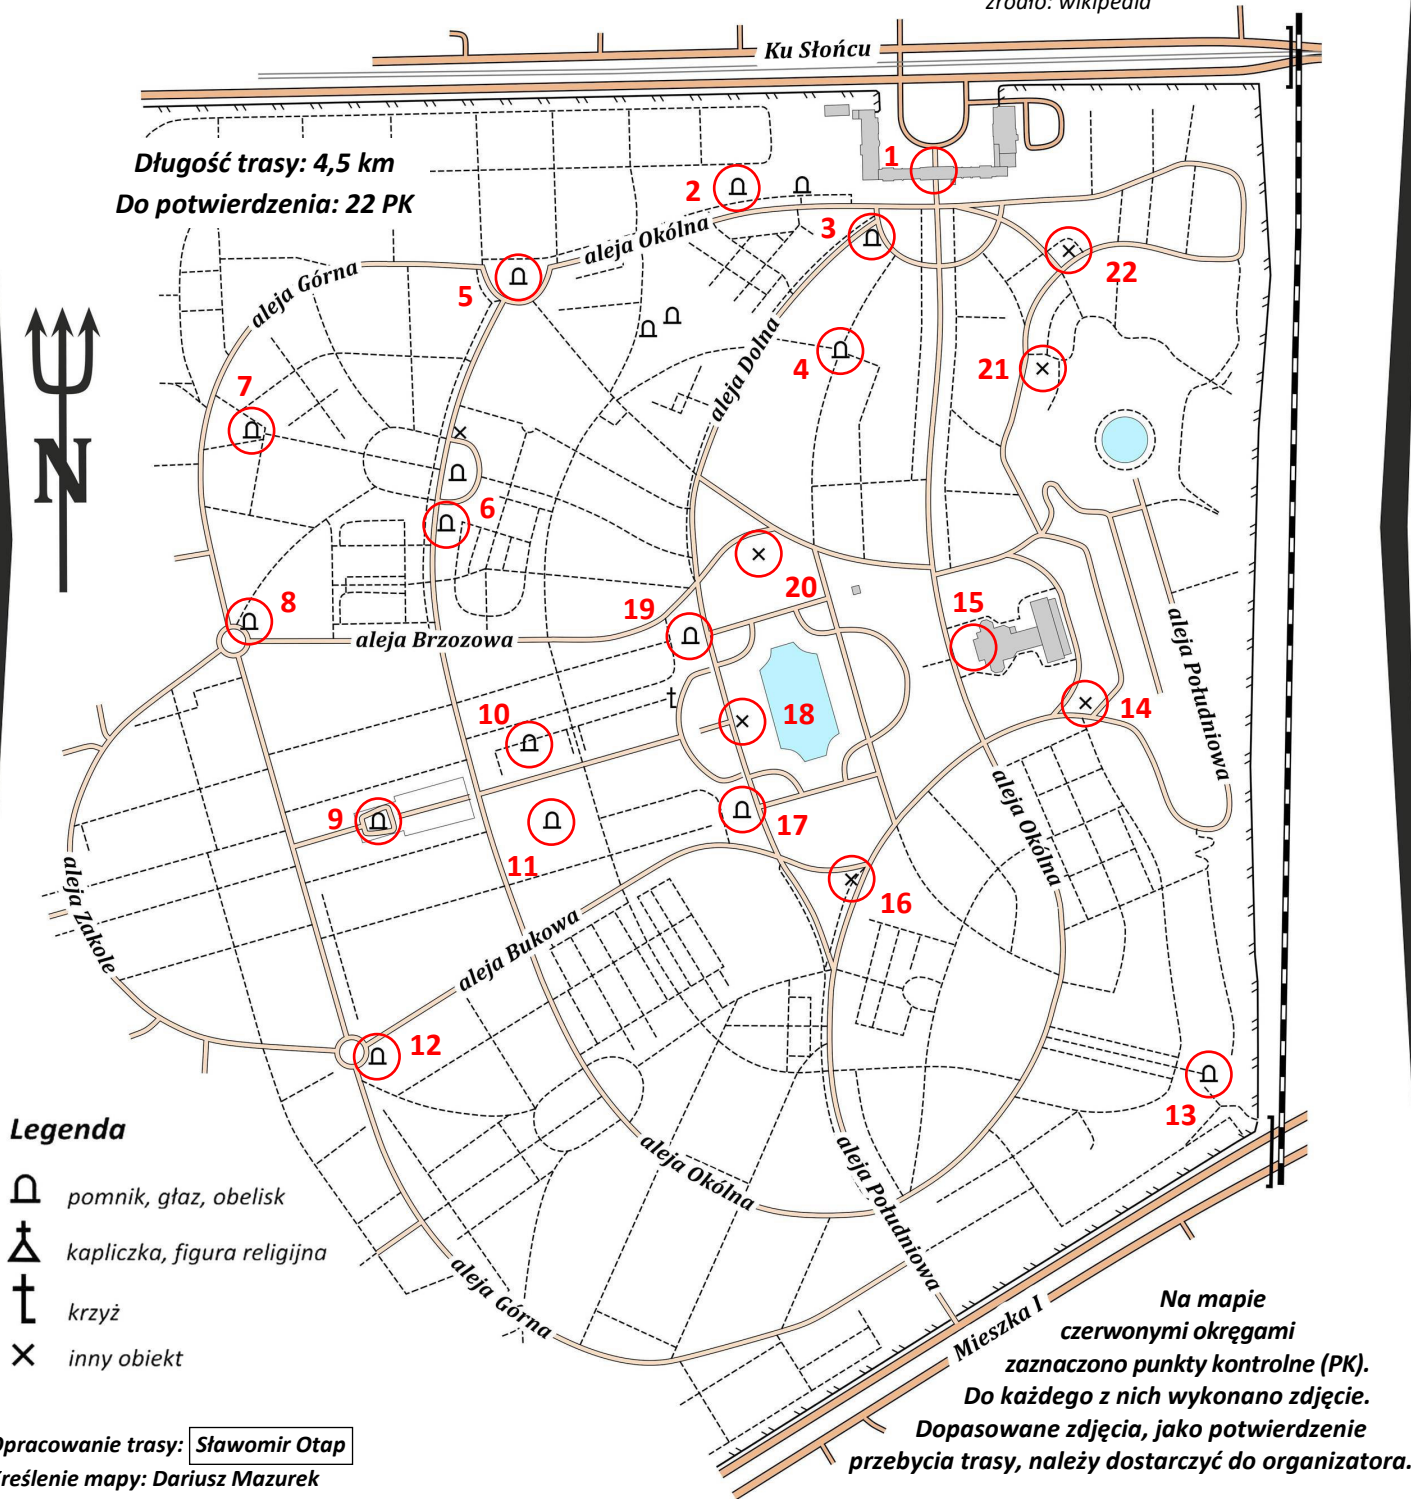 źródło: wikipedia
Ku Słońcu
Długość trasy: 4,5 km
Do potwierdzenia: 22 PK
1
2
3
aleja Okólna
22
5
aleja Górna
4
21
aleja Dolna
7
N
6
20
8
19
15
aleja Brzozowa
aleja Południowa
10
18
14
9
17
aleja Okólna
11
16
aleja Zakole
aleja Bukowa
12
13
Legenda
pomnik, głaz, obelisk
kapliczka, figura religijna
krzyż
inny obiekt
aleja Okólna
aleja Południowa
aleja Górna
Mieszka I
Na mapie
czerwonymi okręgami
zaznaczono punkty kontrolne (PK).
Do każdego z nich wykonano zdjęcie.
Dopasowane zdjęcia, jako potwierdzenie
przebycia trasy, należy dostarczyć do organizatora.
Opracowanie trasy: Sławomir Otap
kreślenie mapy: Dariusz Mazurek